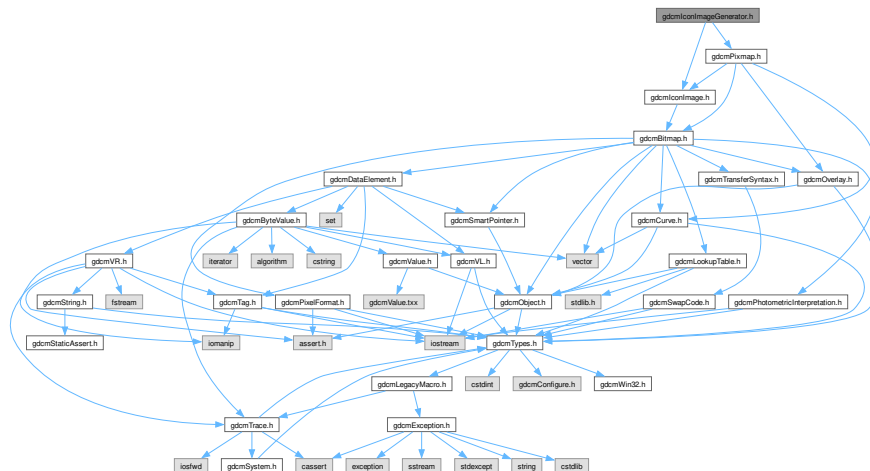 gdcmIconImageGenerator.h
gdcmPixmap.h
gdcmIconImage.h
gdcmBitmap.h
gdcmDataElement.h
gdcmTransferSyntax.h
gdcmOverlay.h
gdcmByteValue.h
set
gdcmSmartPointer.h
gdcmCurve.h
gdcmVR.h
iterator
algorithm
cstring
gdcmValue.h
gdcmVL.h
vector
gdcmLookupTable.h
gdcmString.h
fstream
gdcmTag.h
gdcmPixelFormat.h
gdcmValue.txx
gdcmObject.h
stdlib.h
gdcmSwapCode.h
gdcmPhotometricInterpretation.h
gdcmStaticAssert.h
iomanip
assert.h
iostream
gdcmTypes.h
gdcmLegacyMacro.h
cstdint
gdcmConfigure.h
gdcmWin32.h
gdcmTrace.h
gdcmException.h
iosfwd
gdcmSystem.h
cassert
exception
sstream
stdexcept
string
cstdlib